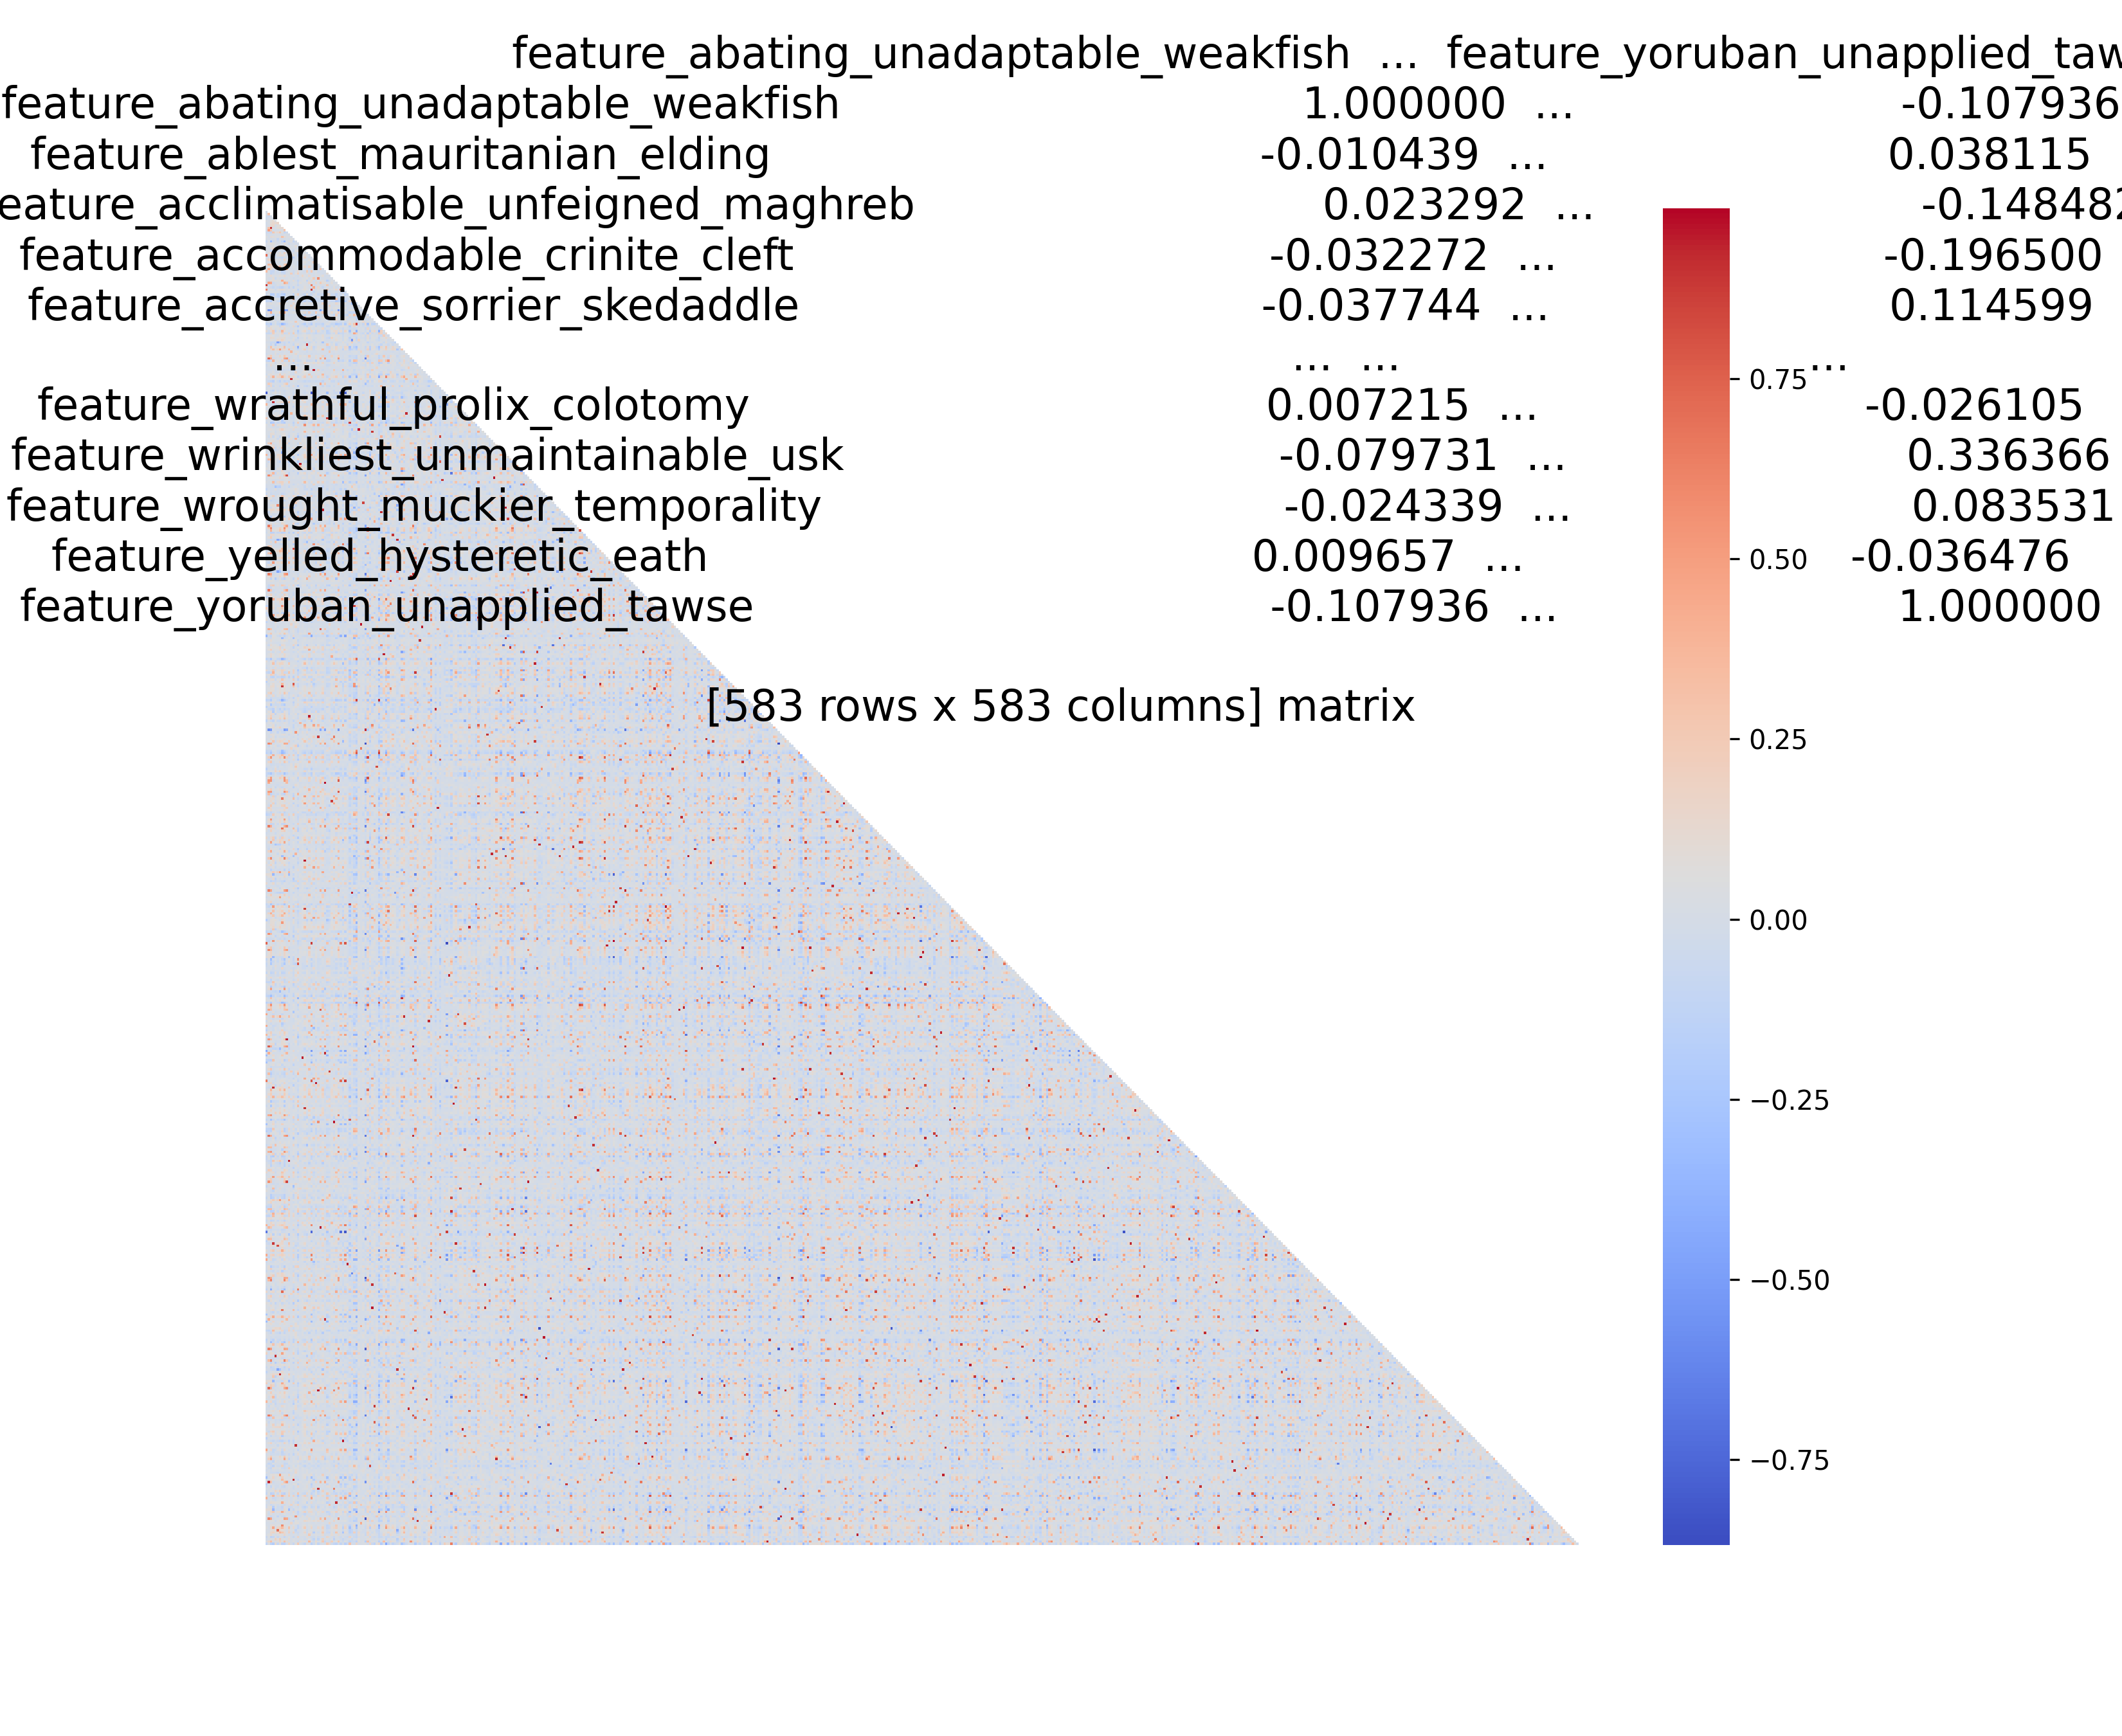 feature_abating_unadaptable_weakfish ... feature_yoruban_unapplied_taw
feature_abating_unadaptable_weakfish 1.000000 ... -0.107936
feature_ablest_mauritanian_elding -0.010439 ... 0.038115
eature_acclimatisable_unfeigned_maghreb 0.023292 ... -0.148482
feature_accommodable_crinite_cleft -0.032272 ... -0.196500
feature_accretive_sorrier_skedaddle -0.037744 ... 0.114599
... ... ... ...
feature_wrathful_prolix_colotomy 0.007215 ... -0.026105
feature_wrinkliest_unmaintainable_usk -0.079731 ... 0.336366
feature_wrought_muckier_temporality -0.024339 ... 0.083531
feature_yelled_hysteretic_eath 0.009657 ... -0.036476
feature_yoruban_unapplied_tawse -0.107936 ... 1.000000
[583 rows x 583 columns] matrix
0.75
0.50
0.25
0.00
−0.25
−0.50
−0.75